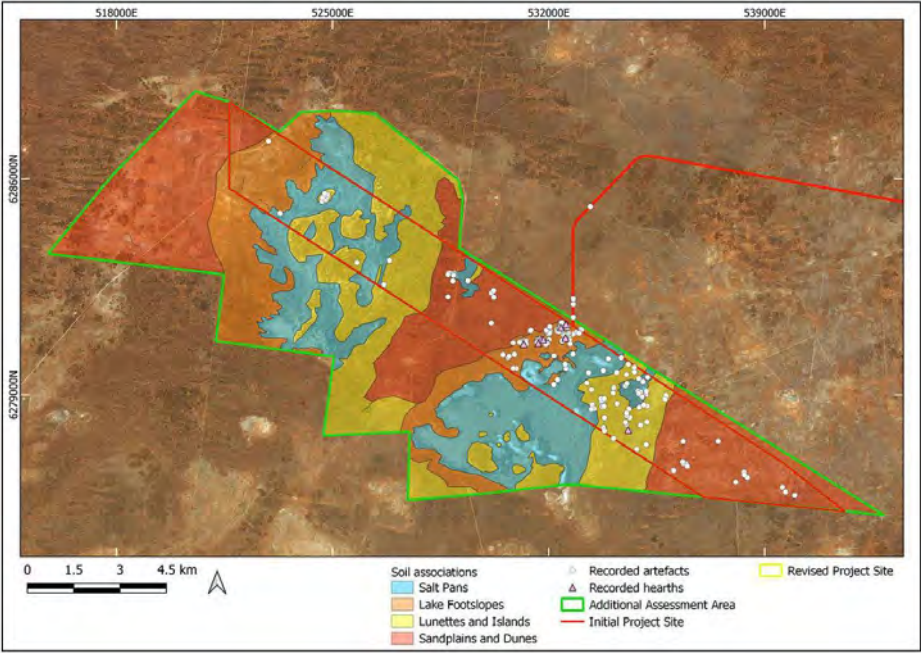 518000E 525000E 532000E 539000E
6286000N
6279000N
0 1.5 3 4.5 km
Soil associations
Salt Pans
Lake Footslopes
Lunettes and Islands
Sandplains and Dunes
Recorded artefacts
Recorded hearths
Additional Assessment Area
Initial Project Site
Revised Project Site